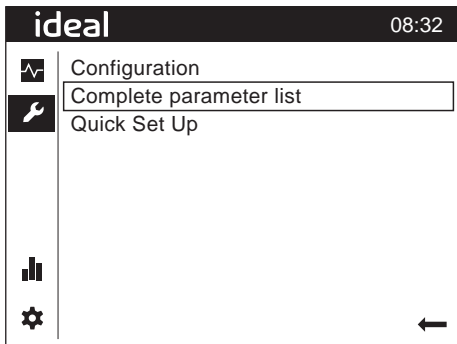 ideal 08:32
Configuration
Complete parameter list
Quick Set Up